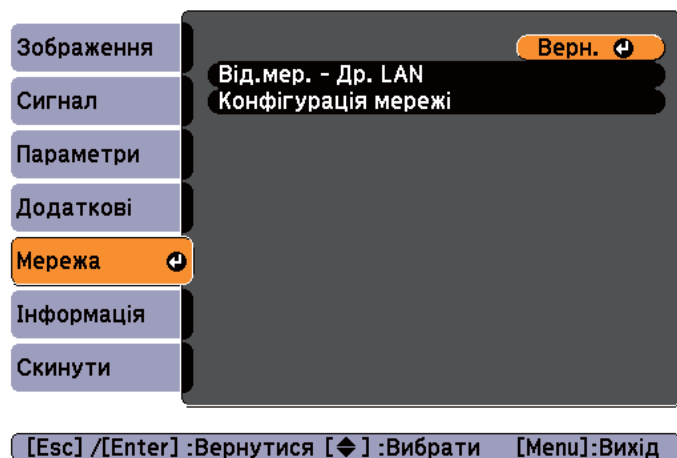 Зображення
Сигнал
Параметри
Додаткові
Мережа
Інформація
Скинути
Верн.
Від.мер. - Др. LAN
Конфігурація мережі
[Esc] /[Enter] :Вернутися [◆] :Вибрати [Menu]:Вихід